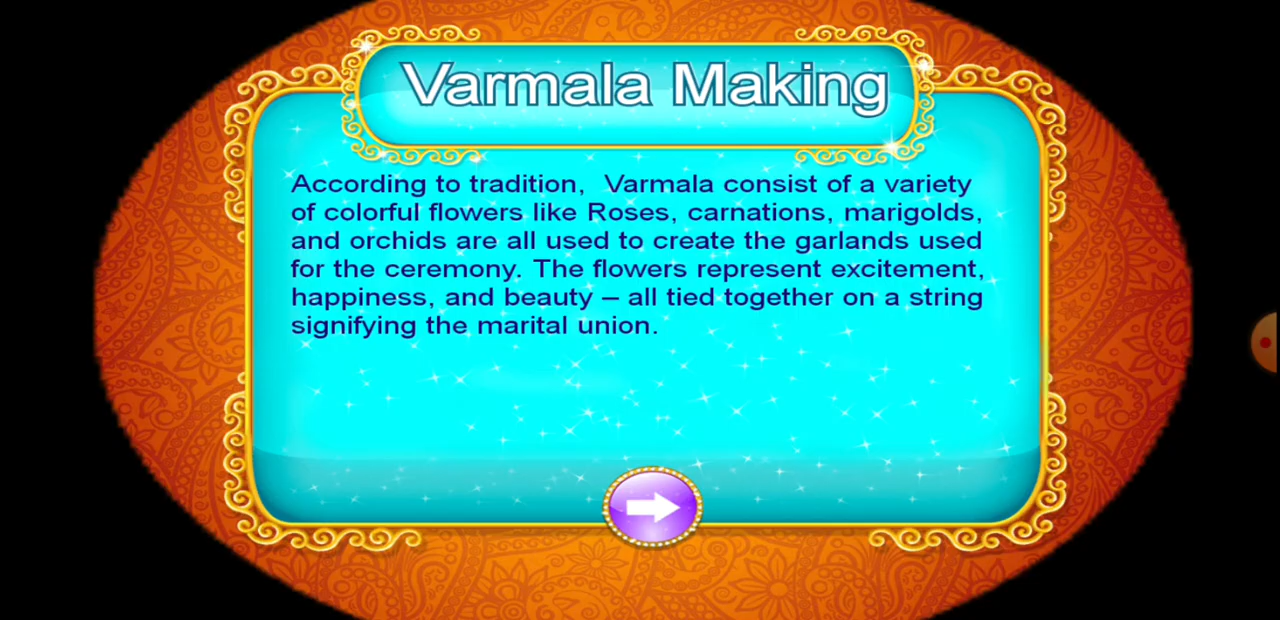 Varmala Making
According to tradition,  Varmala consist of a variety
of colorful flowers like Roses, carnations, marigolds,
and orchids are all used to create the garlands used
for the ceremony. The flowers represent excitement,
happiness, and beauty – all tied together on a string
signifying the marital union.